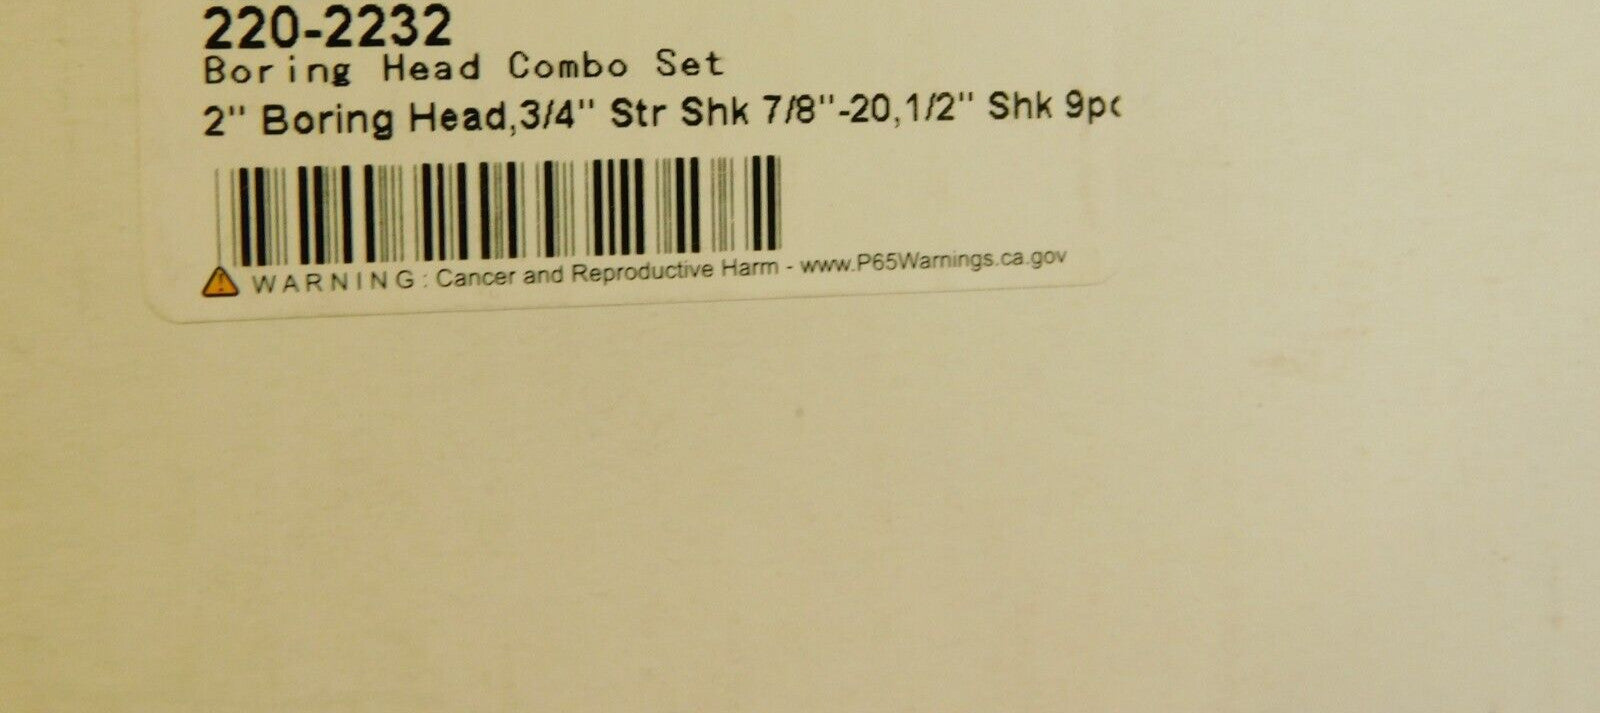 220-2232
Boring Head Combo Set
2" Boring Head,3/4" Str Shk 7/8"-20,1/2" Shk 9pc
WARNING: Cancer and Reproductive Harm - www.P65Warnings.ca.gov